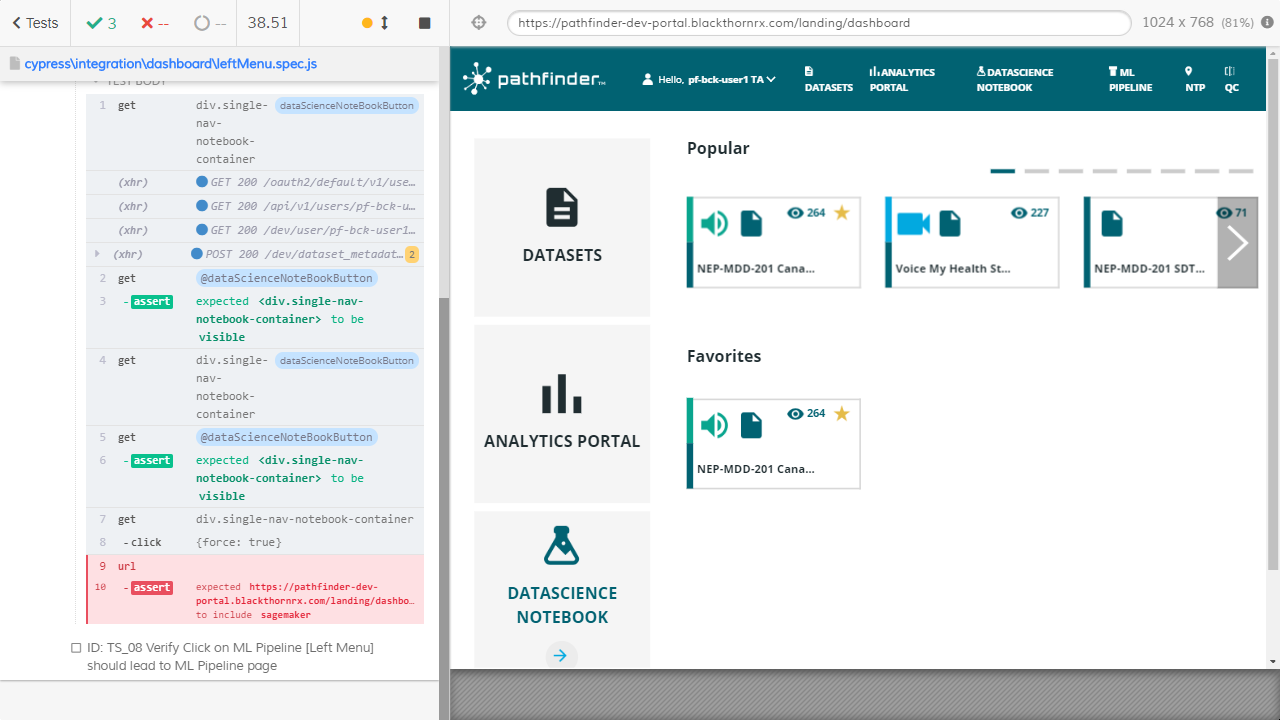 Tests
3
--
--
38.51
https://pathfinder-dev-portal.blackthornrx.com/landing/dashboard
1024 x 768 (81%)
cypress\integration\dashboard\leftMenu.spec.js
TEST BODY
1 get div.single-nav-notebook-container dataScienceNoteBookButton
(xhr) GET 200 /oauth2/default/v1/use…
(xhr) GET 200 /api/v1/users/pf-bck-u…
(xhr) GET 200 /dev/user/pf-bck-user1…
(xhr) POST 200 /dev/dataset_metadat… 2
2 get @dataScienceNoteBookButton
3 -assert expected <div.single-nav-
notebook-container> to be
visible
4 get div.single-nav-notebook-container dataScienceNoteBookButton
5 get @dataScienceNoteBookButton
6 -assert expected <div.single-nav-
notebook-container> to be
visible
7 get div.single-nav-notebook-container
8 -click {force: true}
9 url
10 -assert expected https://pathfinder-dev-
portal.blackthornrx.com/landing/dashbo…
to include sagemaker
ID: TS_08 Verify Click on ML Pipeline [Left Menu]
should lead to ML Pipeline page
pathfinder™
Hello, pf-bck-user1 TA
DATASETS
ANALYTICS
PORTAL
DATASCIENCE
NOTEBOOK
ML
PIPELINE
NTP
QC
DATASETS
ANALYTICS PORTAL
DATASCIENCE
NOTEBOOK
Popular
264
NEP-MDD-201 Cana...
227
Voice My Health St...
71
NEP-MDD-201 SDT...
Favorites
264
NEP-MDD-201 Cana...